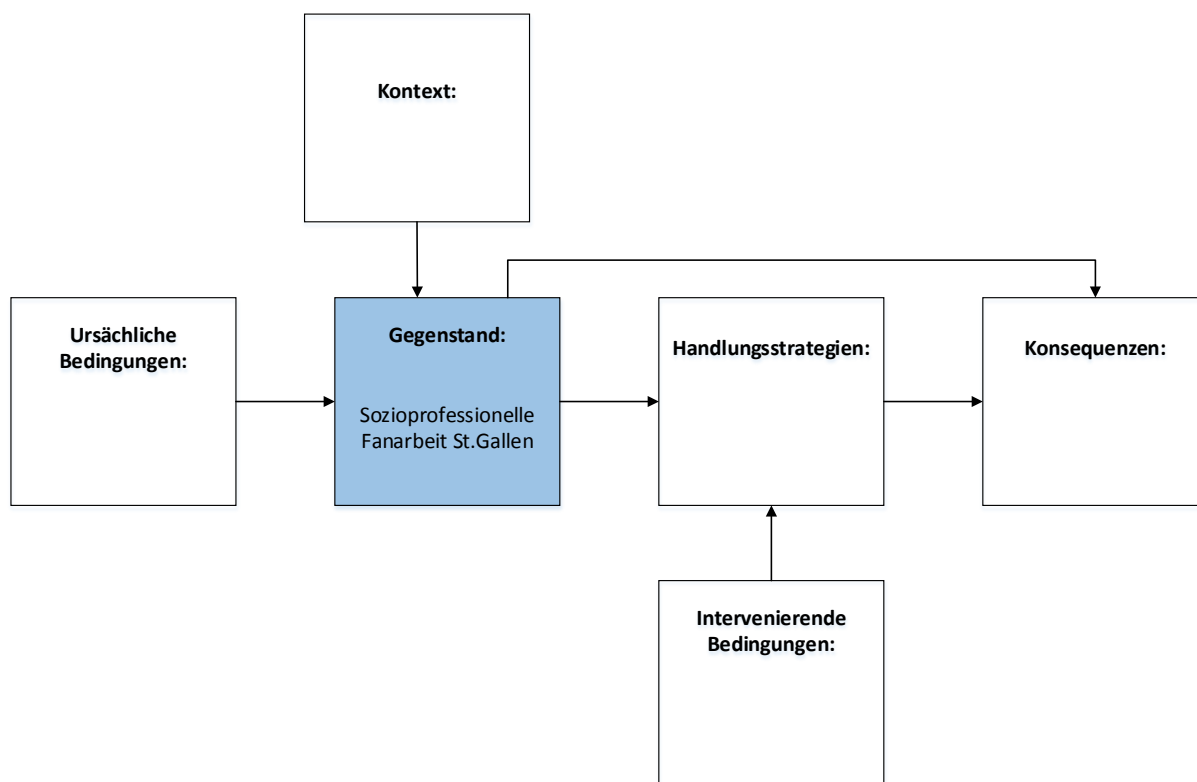 Kontext:
Ursächliche
Bedingungen:
Gegenstand:
Sozioprofessionelle
Fanarbeit St.Gallen
Handlungsstrategien:
Konsequenzen:
Intervenierende
Bedingungen: